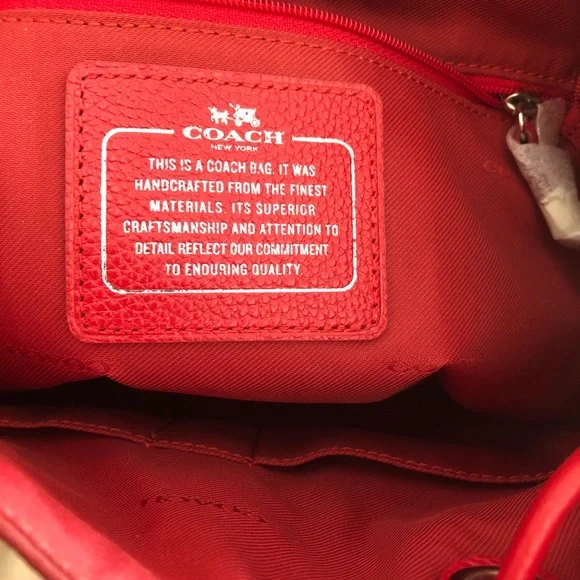 COACH
NEW YORK
THIS IS A COACH BAG. IT WAS
HANDCRAFTED FROM THE FINEST
MATERIALS. ITS SUPERIOR
CRAFTSMANSHIP AND ATTENTION TO
DETAIL REFLECT OUR COMMITMENT
TO ENDURING QUALITY.